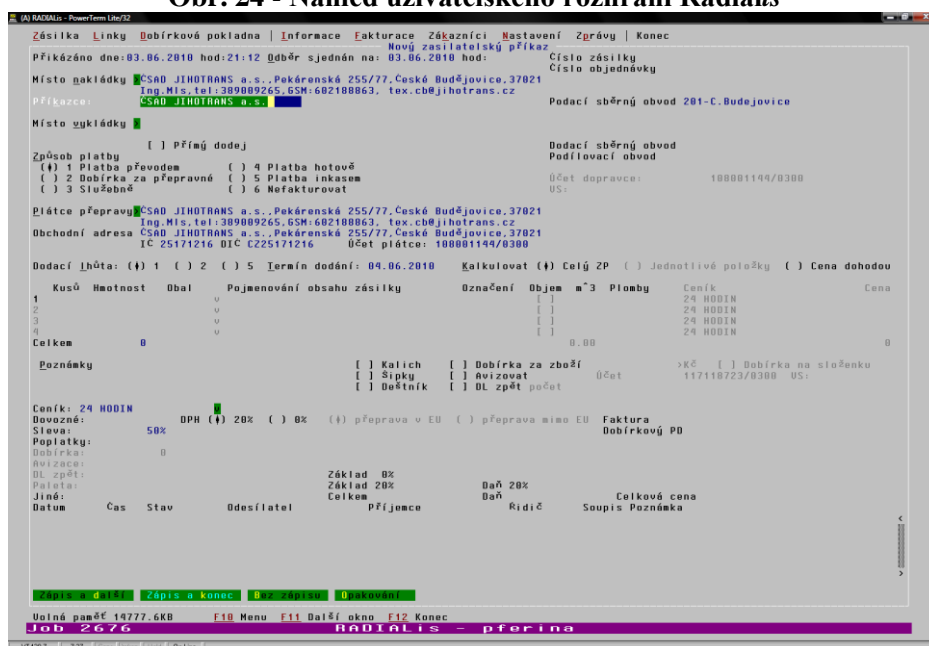 Obr. 24 - Náhled uživatelského rozhraní Radialis
(A) RADIALis - PowerTerm Lite/32
Zásilka Linky Dobírková pokladna | Informace Fakturace Zákazníci Nastavení Zprávy | Konec
Nový zasilatelský příkaz
Přikázáno dne:03.06.2010 hod:21:12 Odběr sjednán na: 03.06.2010 hod: Číslo zásilky
Číslo objednávky
Místo nakládky ČSAD JIHOTRANS a.s.,Pekárenská 255/77,České Budějovice,37021
Ing.Mls,tel:389809265,GSM:602188863, tex.cb@jihotrans.cz
Příkazce: ČSAD JIHOTRANS a.s. Podací sběrný obvod 201-C.Budejovice
Místo vykládky
[ ] Přímý dodej Dodací sběrný obvod
Způsob platby Podílovací obvod
(♦) 1 Platba převodem ( ) 4 Platba hotově
( ) 2 Dobírka za přepravné ( ) 5 Platba inkasem Účet dopravce: 108001144/0300
( ) 3 Služebně ( ) 6 Nefakturovat US:
Plátce přepravy ČSAD JIHOTRANS a.s.,Pekárenská 255/77,České Budějovice,37021
Ing.Mls,tel:389809265,GSM:602188863, tex.cb@jihotrans.cz
Obchodní adresa ČSAD JIHOTRANS a.s.,Pekárenská 255/77,České Budějovice,37021
IČ 25171216 DIČ CZ25171216 Účet plátce: 108001144/0300
Dodací lhůta: (♦) 1 ( ) 2 ( ) 5 Termín dodání: 04.06.2010 Kalkulovat (♦) Celý ZP ( ) Jednotlivé položky ( ) Cena dohodou
Kusů Hmotnost Obal Pojmenování obsahu zásilky Označení Objem m^3 Plomby Ceník Cena
1 v [ ] 24 HODIN
2 v [ ] 24 HODIN
3 v [ ] 24 HODIN
4 v [ ] 24 HODIN
Celkem 0 0.00 0
Poznámky [ ] Kalich [ ] Dobírka za zboží >Kč [ ] Dobírka na složenku
[ ] Šipky [ ] Avizovat Účet 117110723/0300 US:
[ ] Deštník [ ] DL zpět počet
Ceník: 24 HODIN v
Dovozné: DPH (♦) 20% ( ) 0% (♦) přeprava v EU ( ) přeprava mimo EU Faktura
Sleva: 50% Dobírkový PD
Poplatky:
Dobírka: 0
Avizace:
DL zpět: Základ 0%
Paleta: Základ 20% Daň 20%
Jiné: Celkem Daň Celková cena
Datum Čas Stav Odesílatel Příjemce Řidič Soupis Poznámka
Zápis a další Zápis a konec Bez zápisu Opakování
Volná paměť 14777.6KB F10 Menu F11 Další okno F12 Konec
Job 2676 RADIALis - pferina